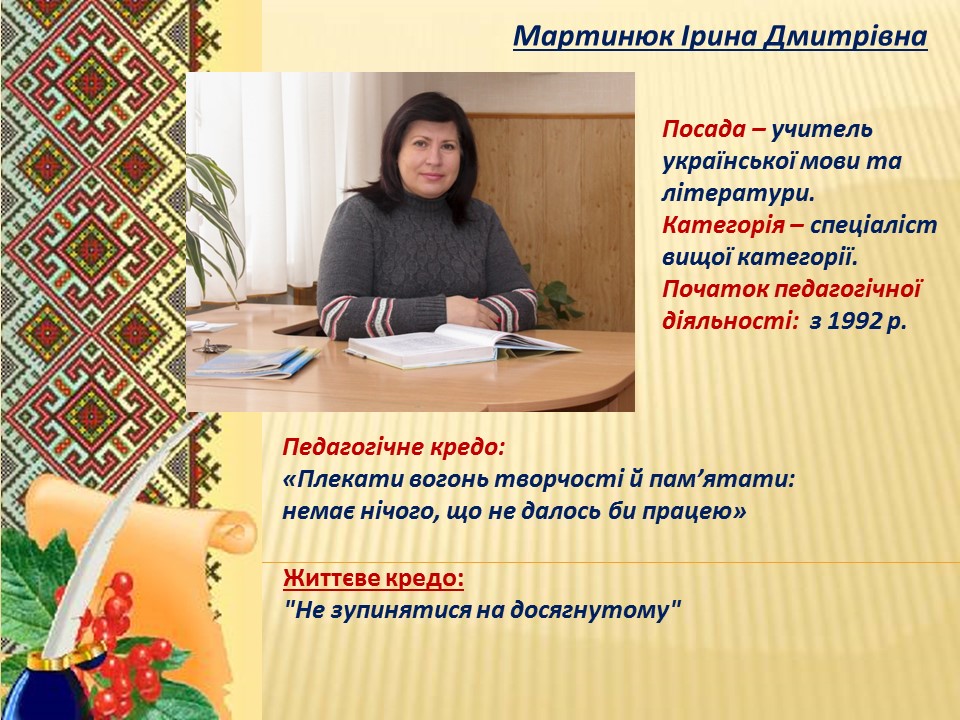 Мартинюк Ірина Дмитрівна
Посада – учитель
української мови та
літератури.
Категорія – спеціаліст
вищої категорії.
Початок педагогічної
діяльності: з 1992 р.
Педагогічне кредо:
«Плекати вогонь творчості й пам’ятати:
немає нічого, що не далось би працею»
Життєве кредо:
"Не зупинятися на досягнутому"